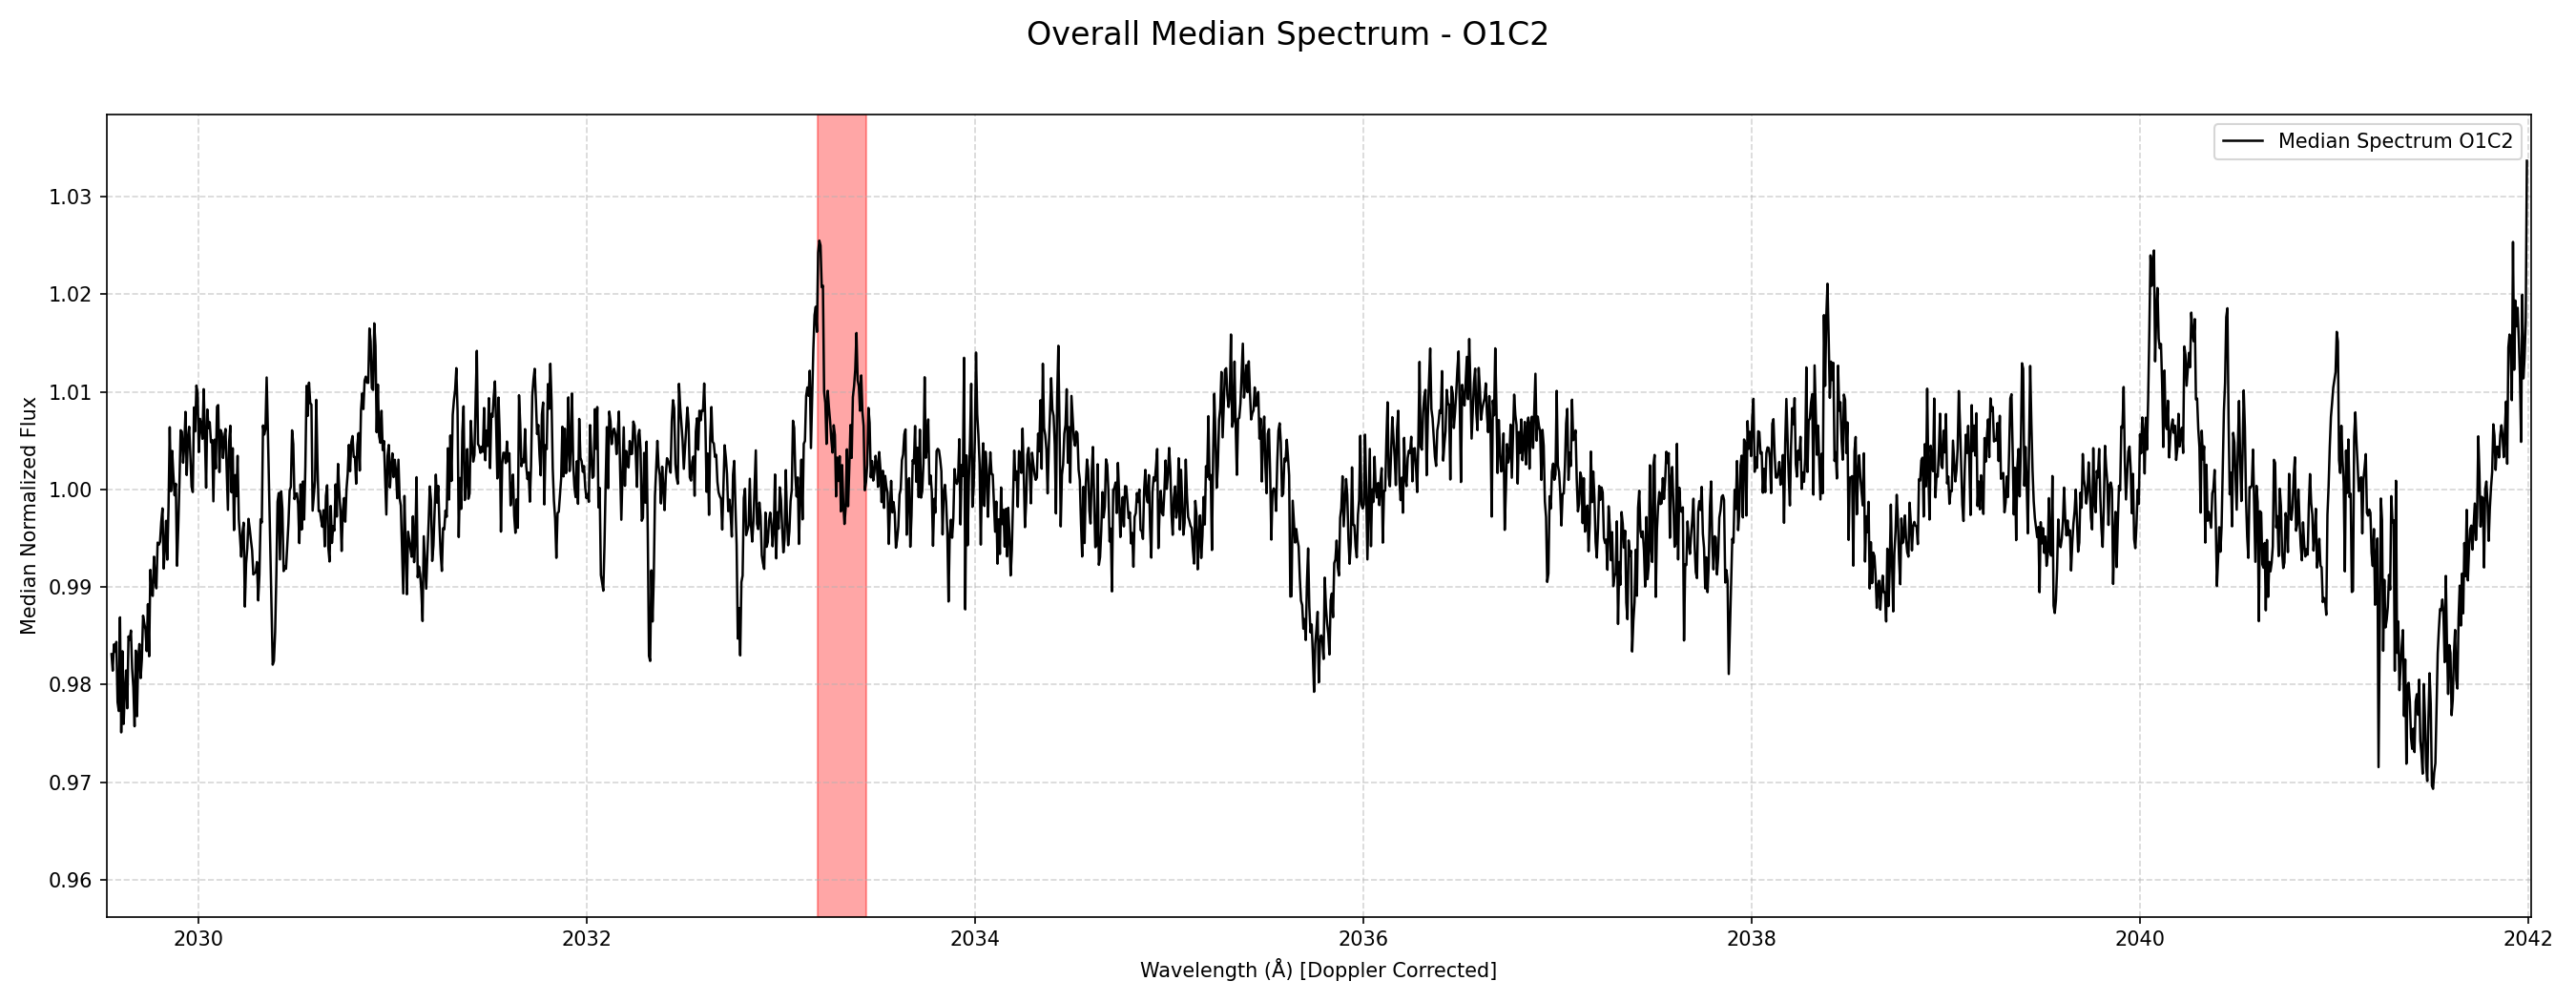 Overall Median Spectrum - O1C2
Median Spectrum O1C2
Median Normalized Flux
1.03
1.02
1.01
1.00
0.99
0.98
0.97
0.96
2030 2032 2034 2036 2038 2040 2042
Wavelength (Å) [Doppler Corrected]